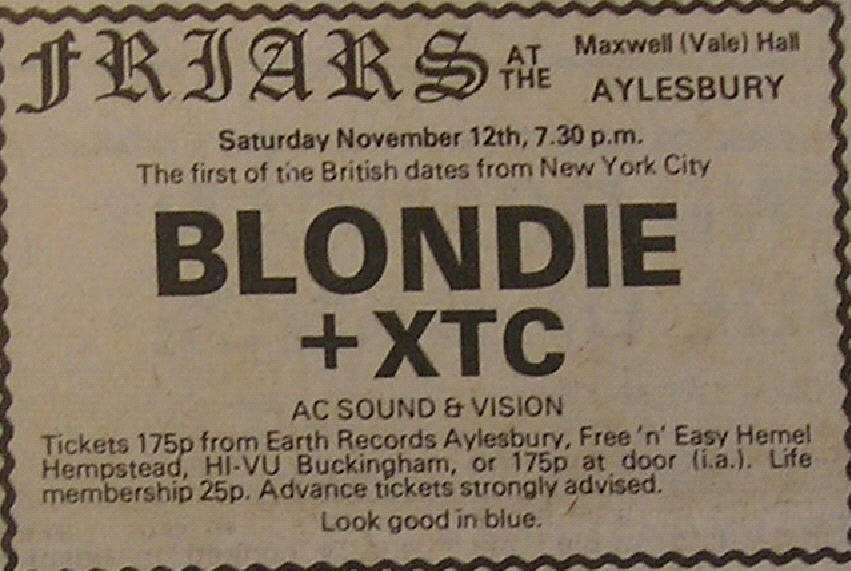 FRIARS AT THE Maxwell (Vale) Hall AYLESBURY
Saturday November 12th, 7.30 p.m.
The first of the British dates from New York City
BLONDIE
+ XTC
AC SOUND & VISION
Tickets 175p from Earth Records Aylesbury, Free 'n' Easy Hemel
Hempstead, HI-VU Buckingham, or 175p at door (i.a.). Life
membership 25p. Advance tickets strongly advised.
Look good in blue.